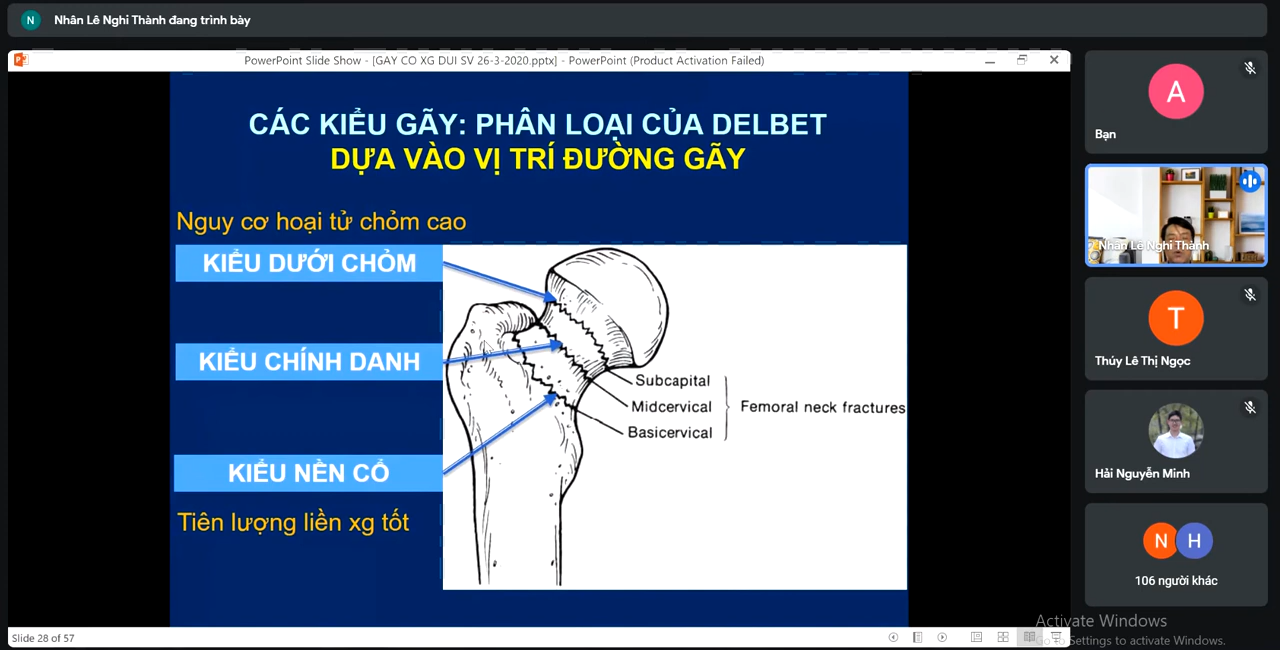 N
Nhân Lê Nghi Thành đang trình bày
PowerPoint Slide Show - [GAY CO XG DUI SV 26-3-2020.pptx] - PowerPoint (Product Activation Failed)
CÁC KIỂU GÃY: PHÂN LOẠI CỦA DELBET
DỰA VÀO VỊ TRÍ ĐƯỜNG GÃY
Nguy cơ hoại tử chỏm cao
KIỂU DƯỚI CHỎM
KIỂU CHÍNH DANH
KIỂU NỀN CỔ
Tiên lượng liền xg tốt
Subcapital
Midcervical
Basicervical
Femoral neck fractures
Slide 28 of 57
A
Bạn
Nhân Lê Nghi Thành
T
Thúy Lê Thị Ngọc
Hải Nguyễn Minh
N H
106 người khác
Activate Windows
Go to Settings to activate Windows.